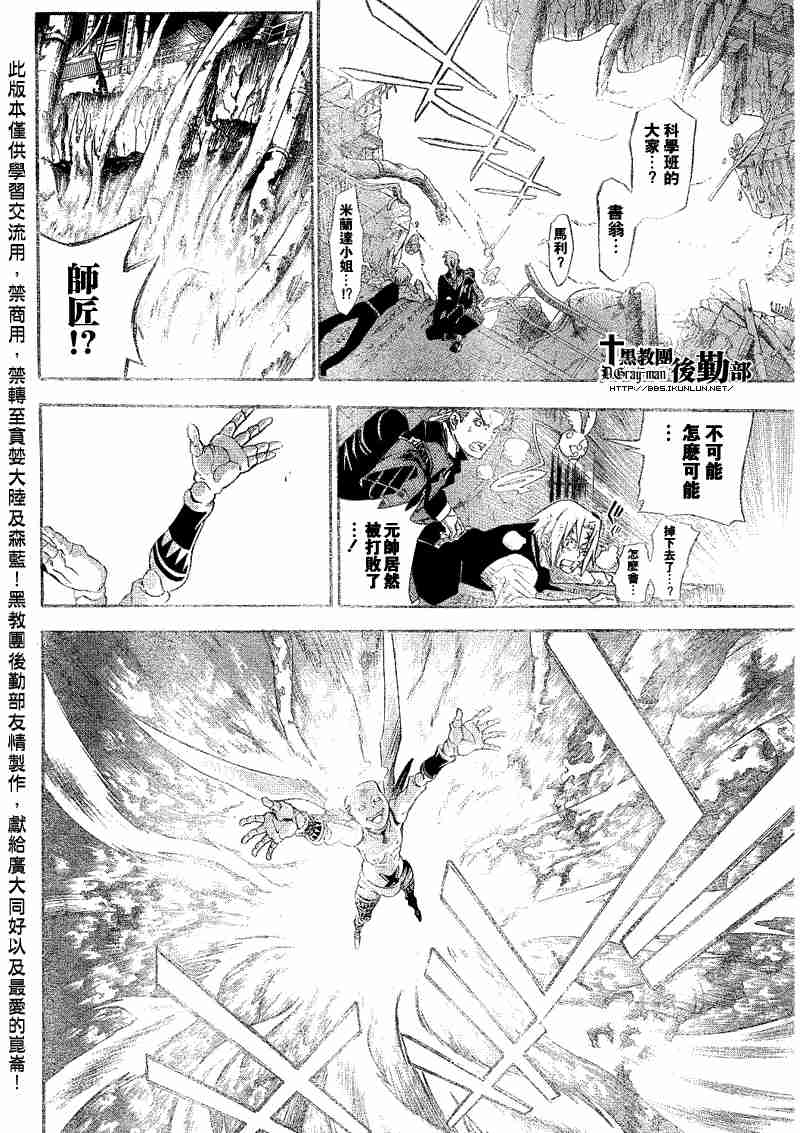 科學班的
大家…?
書翁…
馬利?
米蘭達小姐…!?
師匠!?
黑教團
D.Gray-man 後勤部
HTTP://BBS.IKUNLUN.NET/
不可能
怎麼可能
…
掉下去了…?
怎麼會…
元帥居然
被打敗了
…!
此版本僅供學習交流用，禁商用，禁轉至貪婪大陸及森藍！黑教團後勤部友情製作，獻給廣大同好以及最愛的崑崙！